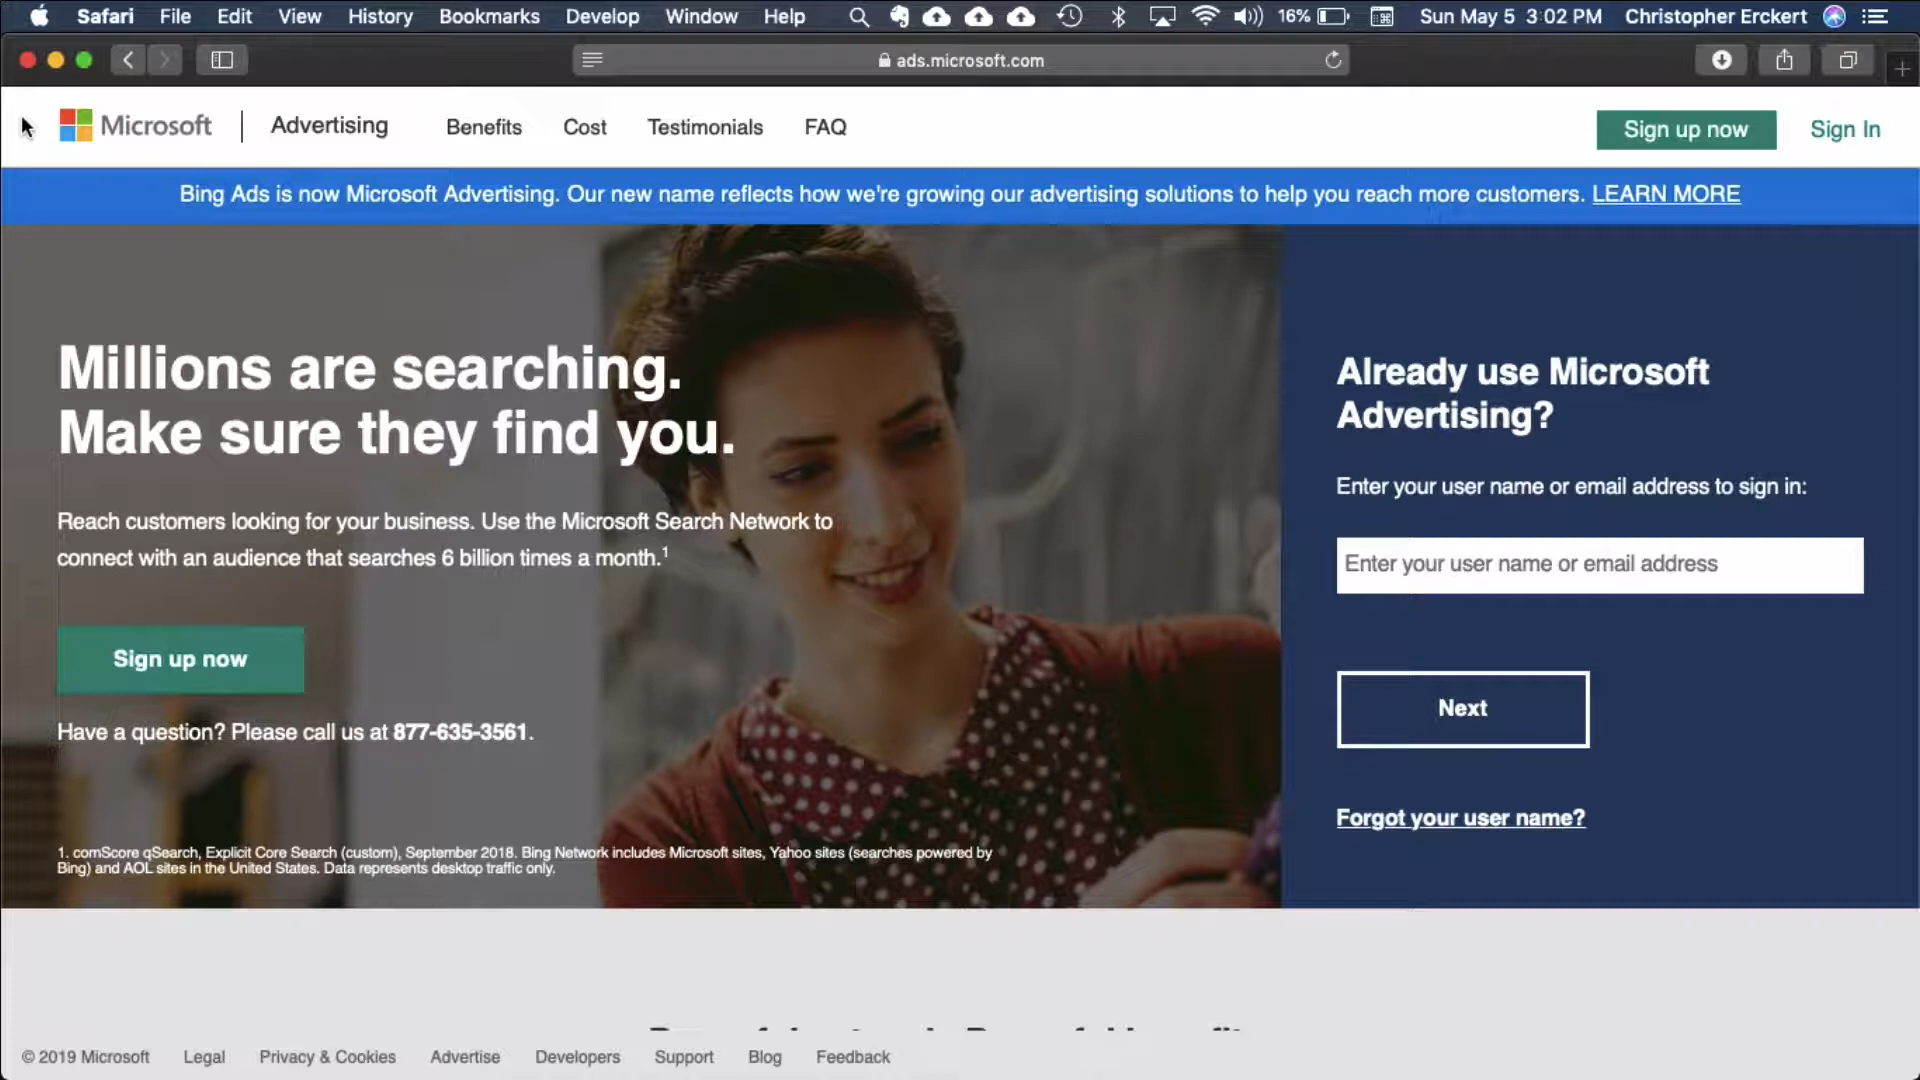 Safari File Edit View History Bookmarks Develop Window Help 16% Sun May 5 3:02 PM Christopher Erckert
ads.microsoft.com
Microsoft Advertising Benefits Cost Testimonials FAQ Sign up now Sign In
Bing Ads is now Microsoft Advertising. Our new name reflects how we're growing our advertising solutions to help you reach more customers. LEARN MORE
Millions are searching.
Make sure they find you.
Reach customers looking for your business. Use the Microsoft Search Network to
connect with an audience that searches 6 billion times a month.1
Sign up now
Have a question? Please call us at 877-635-3561.
1. comScore qSearch, Explicit Core Search (custom), September 2018. Bing Network includes Microsoft sites, Yahoo sites (searches powered by
Bing) and AOL sites in the United States. Data represents desktop traffic only.
Already use Microsoft
Advertising?
Enter your user name or email address to sign in:
Enter your user name or email address
Next
Forgot your user name?
© 2019 Microsoft Legal Privacy & Cookies Advertise Developers Support Blog Feedback